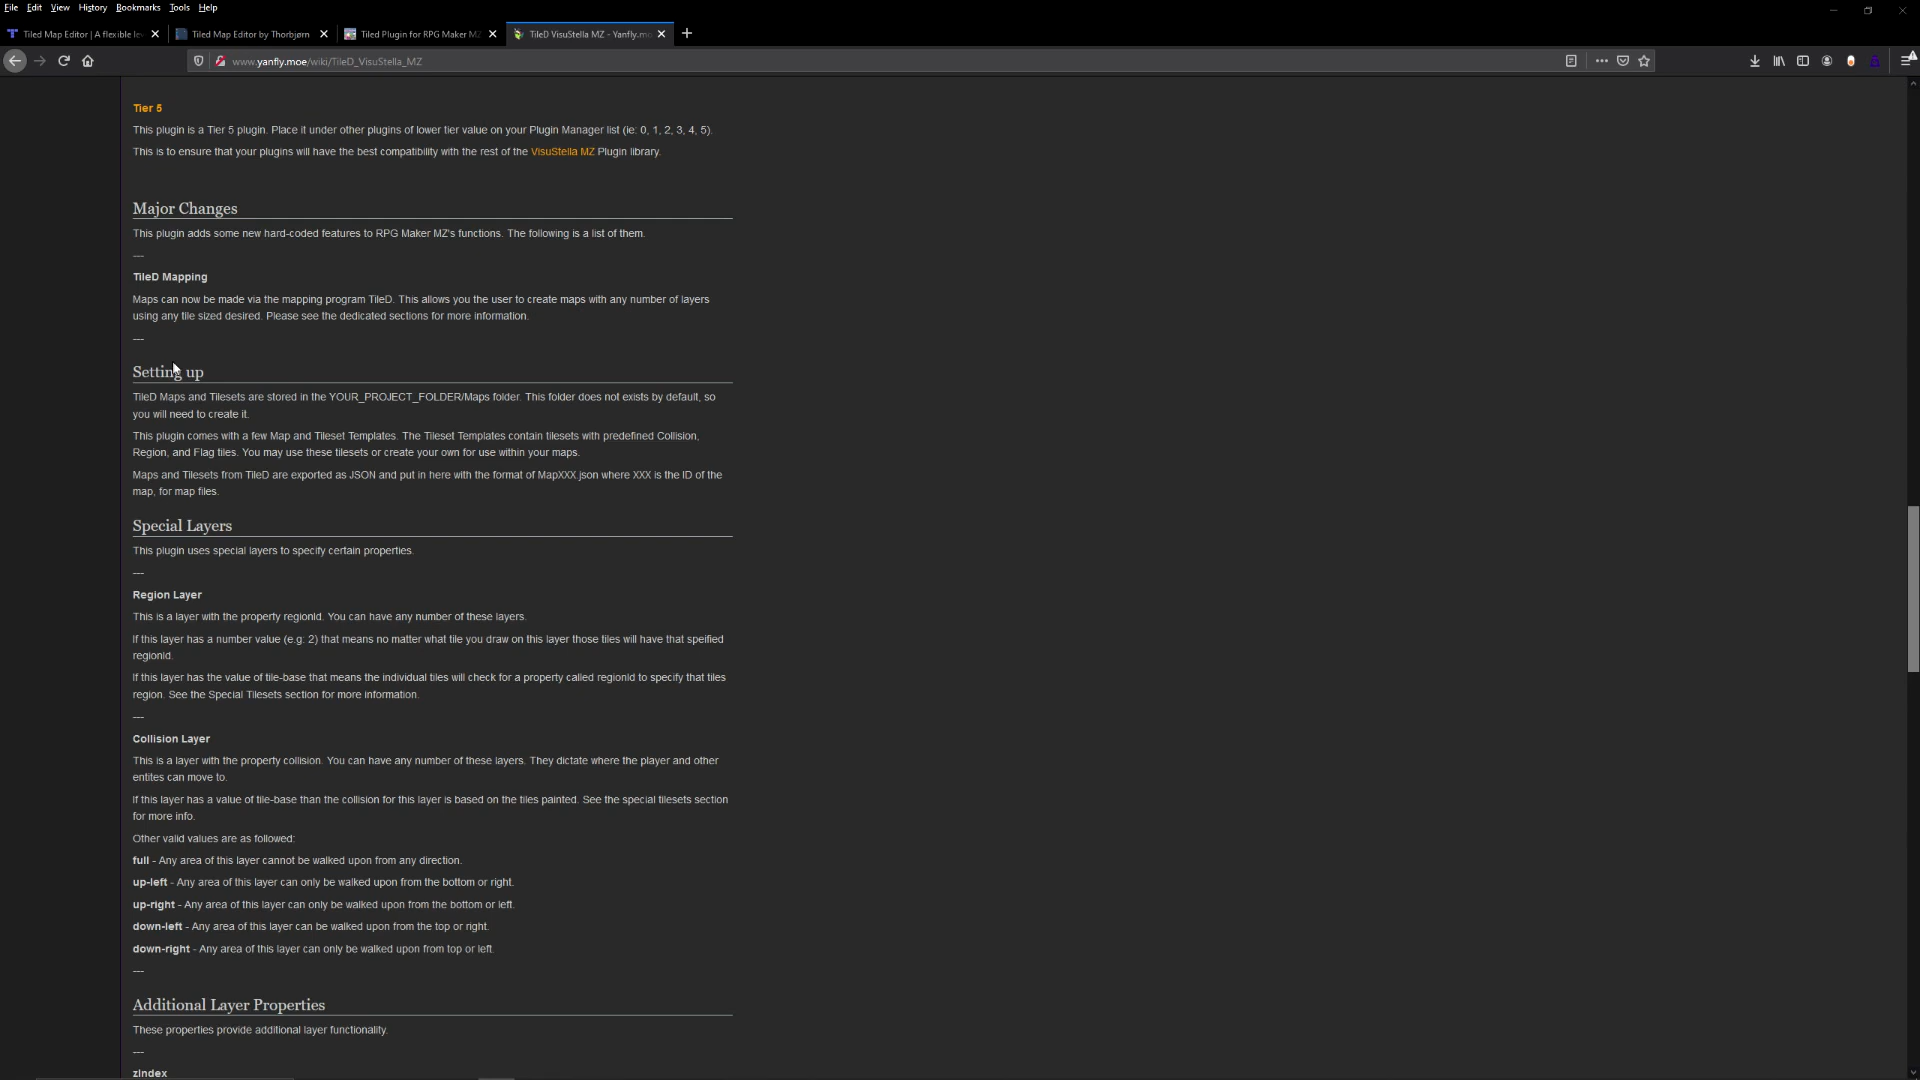 File Edit View History Bookmarks Tools Help
Tiled Map Editor | A flexible le
Tiled Map Editor by Thorbjørn
Tiled Plugin for RPG Maker MZ
TileD VisuStella MZ - Yanfly.mo
www.yanfly.moe/wiki/TileD_VisuStella_MZ
Tier 5
This plugin is a Tier 5 plugin. Place it under other plugins of lower tier value on your Plugin Manager list (ie: 0, 1, 2, 3, 4, 5).
This is to ensure that your plugins will have the best compatibility with the rest of the VisuStella MZ Plugin library.
Major Changes
This plugin adds some new hard-coded features to RPG Maker MZ's functions. The following is a list of them.
---
TileD Mapping
Maps can now be made via the mapping program TileD. This allows you the user to create maps with any number of layers
using any tile sized desired. Please see the dedicated sections for more information.
---
Setting up
TileD Maps and Tilesets are stored in the YOUR_PROJECT_FOLDER/Maps folder. This folder does not exists by default, so
you will need to create it.
This plugin comes with a few Map and Tileset Templates. The Tileset Templates contain tilesets with predefined Collision,
Region, and Flag tiles. You may use these tilesets or create your own for use within your maps.
Maps and Tilesets from TileD are exported as JSON and put in here with the format of MapXXX.json where XXX is the ID of the
map, for map files.
Special Layers
This plugin uses special layers to specify certain properties.
---
Region Layer
This is a layer with the property regionId. You can have any number of these layers.
If this layer has a number value (e.g: 2) that means no matter what tile you draw on this layer those tiles will have that speified
regionId.
If this layer has the value of tile-base that means the individual tiles will check for a property called regionId to specify that tiles
region. See the Special Tilesets section for more information.
---
Collision Layer
This is a layer with the property collision. You can have any number of these layers. They dictate where the player and other
entites can move to.
If this layer has a value of tile-base than the collision for this layer is based on the tiles painted. See the special tilesets section
for more info.
Other valid values are as followed:
full - Any area of this layer cannot be walked upon from any direction.
up-left - Any area of this layer can only be walked upon from the bottom or right.
up-right - Any area of this layer can only be walked upon from the bottom or left.
down-left - Any area of this layer can be walked upon from the top or right.
down-right - Any area of this layer can only be walked upon from top or left.
---
Additional Layer Properties
These properties provide additional layer functionality.
---
zIndex